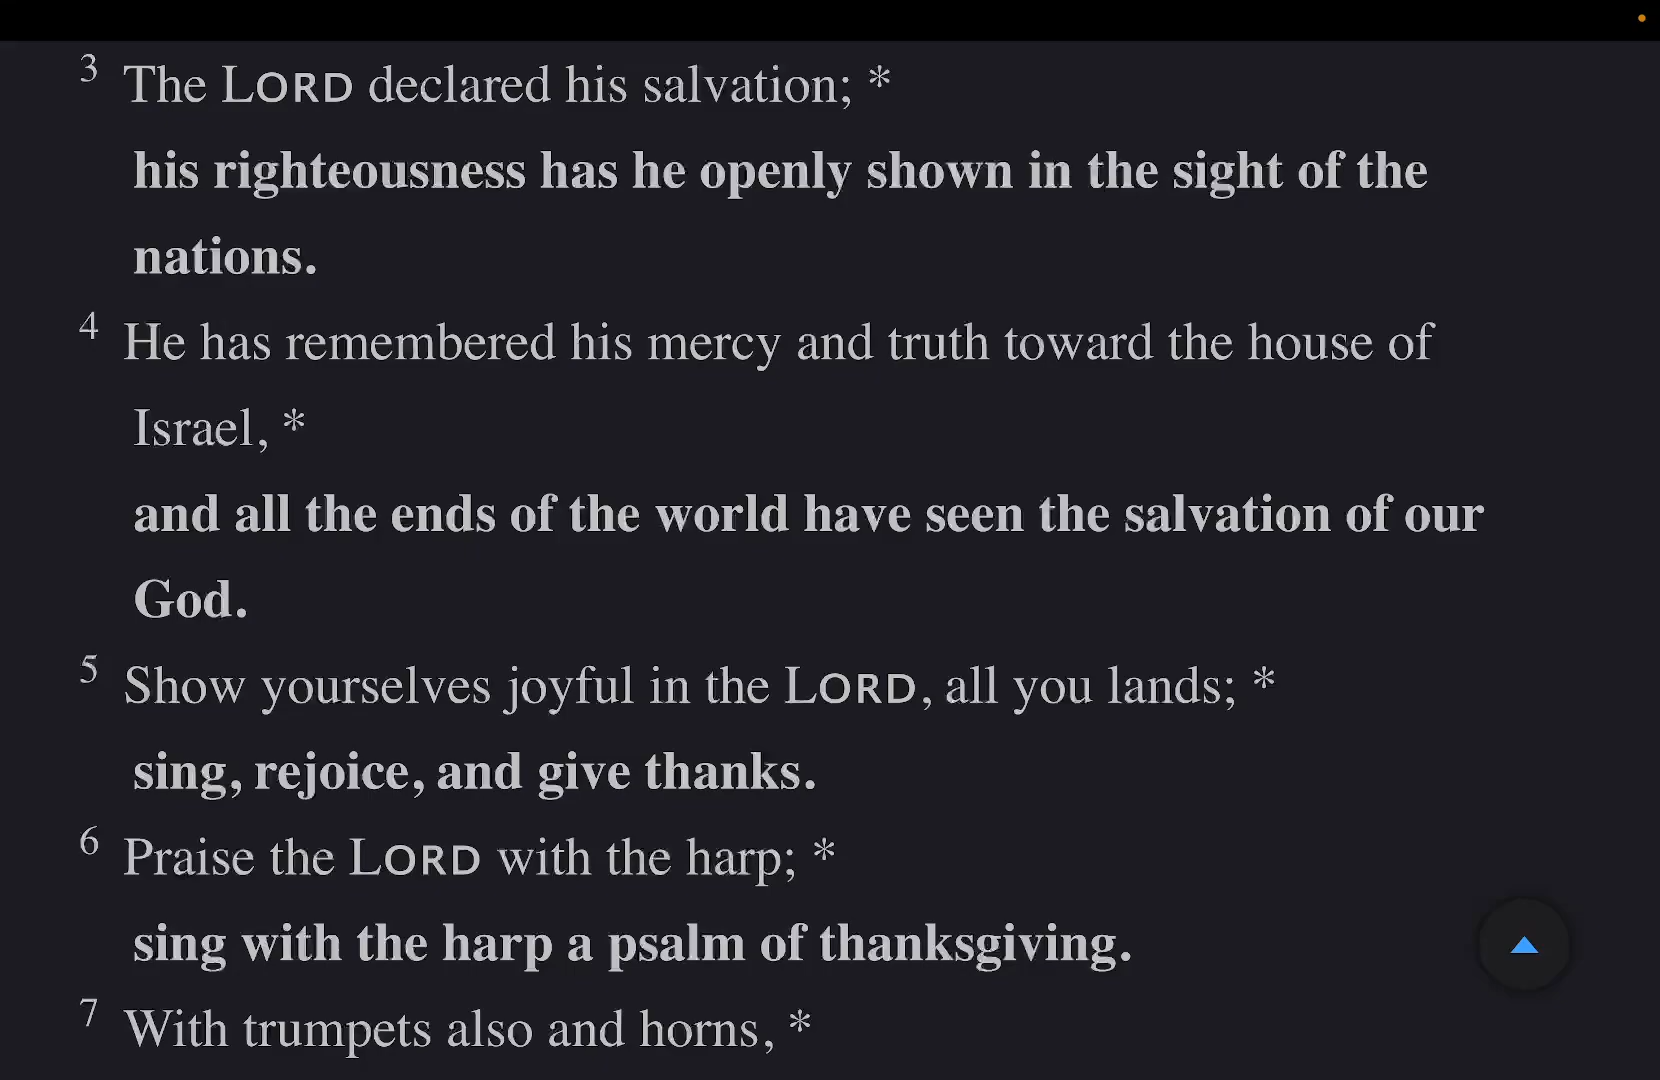 3 The LORD declared his salvation; *
his righteousness has he openly shown in the sight of the
nations.
4 He has remembered his mercy and truth toward the house of
Israel, *
and all the ends of the world have seen the salvation of our
God.
5 Show yourselves joyful in the LORD, all you lands; *
sing, rejoice, and give thanks.
6 Praise the LORD with the harp; *
sing with the harp a psalm of thanksgiving.
7 With trumpets also and horns, *